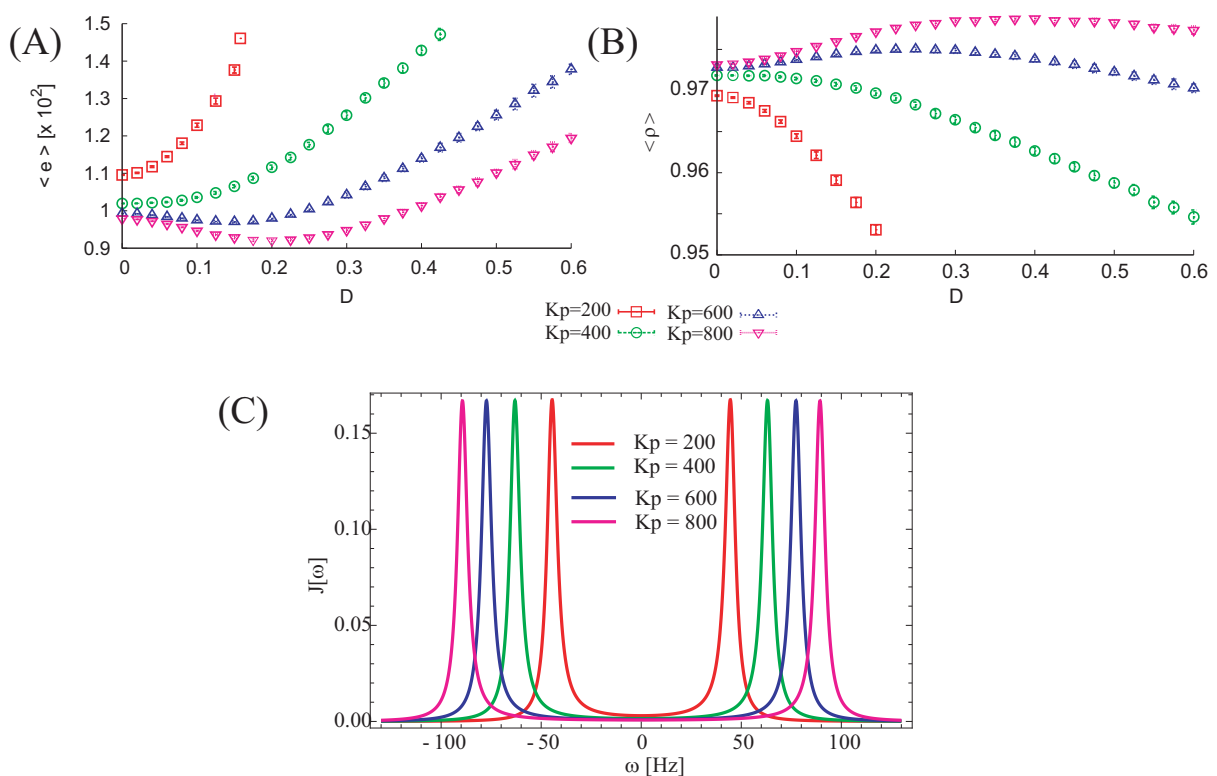 (A)
< e > [x 10²]
1.5
1.4
1.3
1.2
1.1
1
0.9
0
0.1
0.2
0.3
0.4
0.5
0.6
D
(B)
< ρ >
0.97
0.96
0.95
0
0.1
0.2
0.3
0.4
0.5
0.6
D
Kp=200
Kp=600
Kp=400
Kp=800
(C)
J[ω]
0.15
0.10
0.05
0.00
Kp = 200
Kp = 400
Kp = 600
Kp = 800
- 100
- 50
0
50
100
ω [Hz]